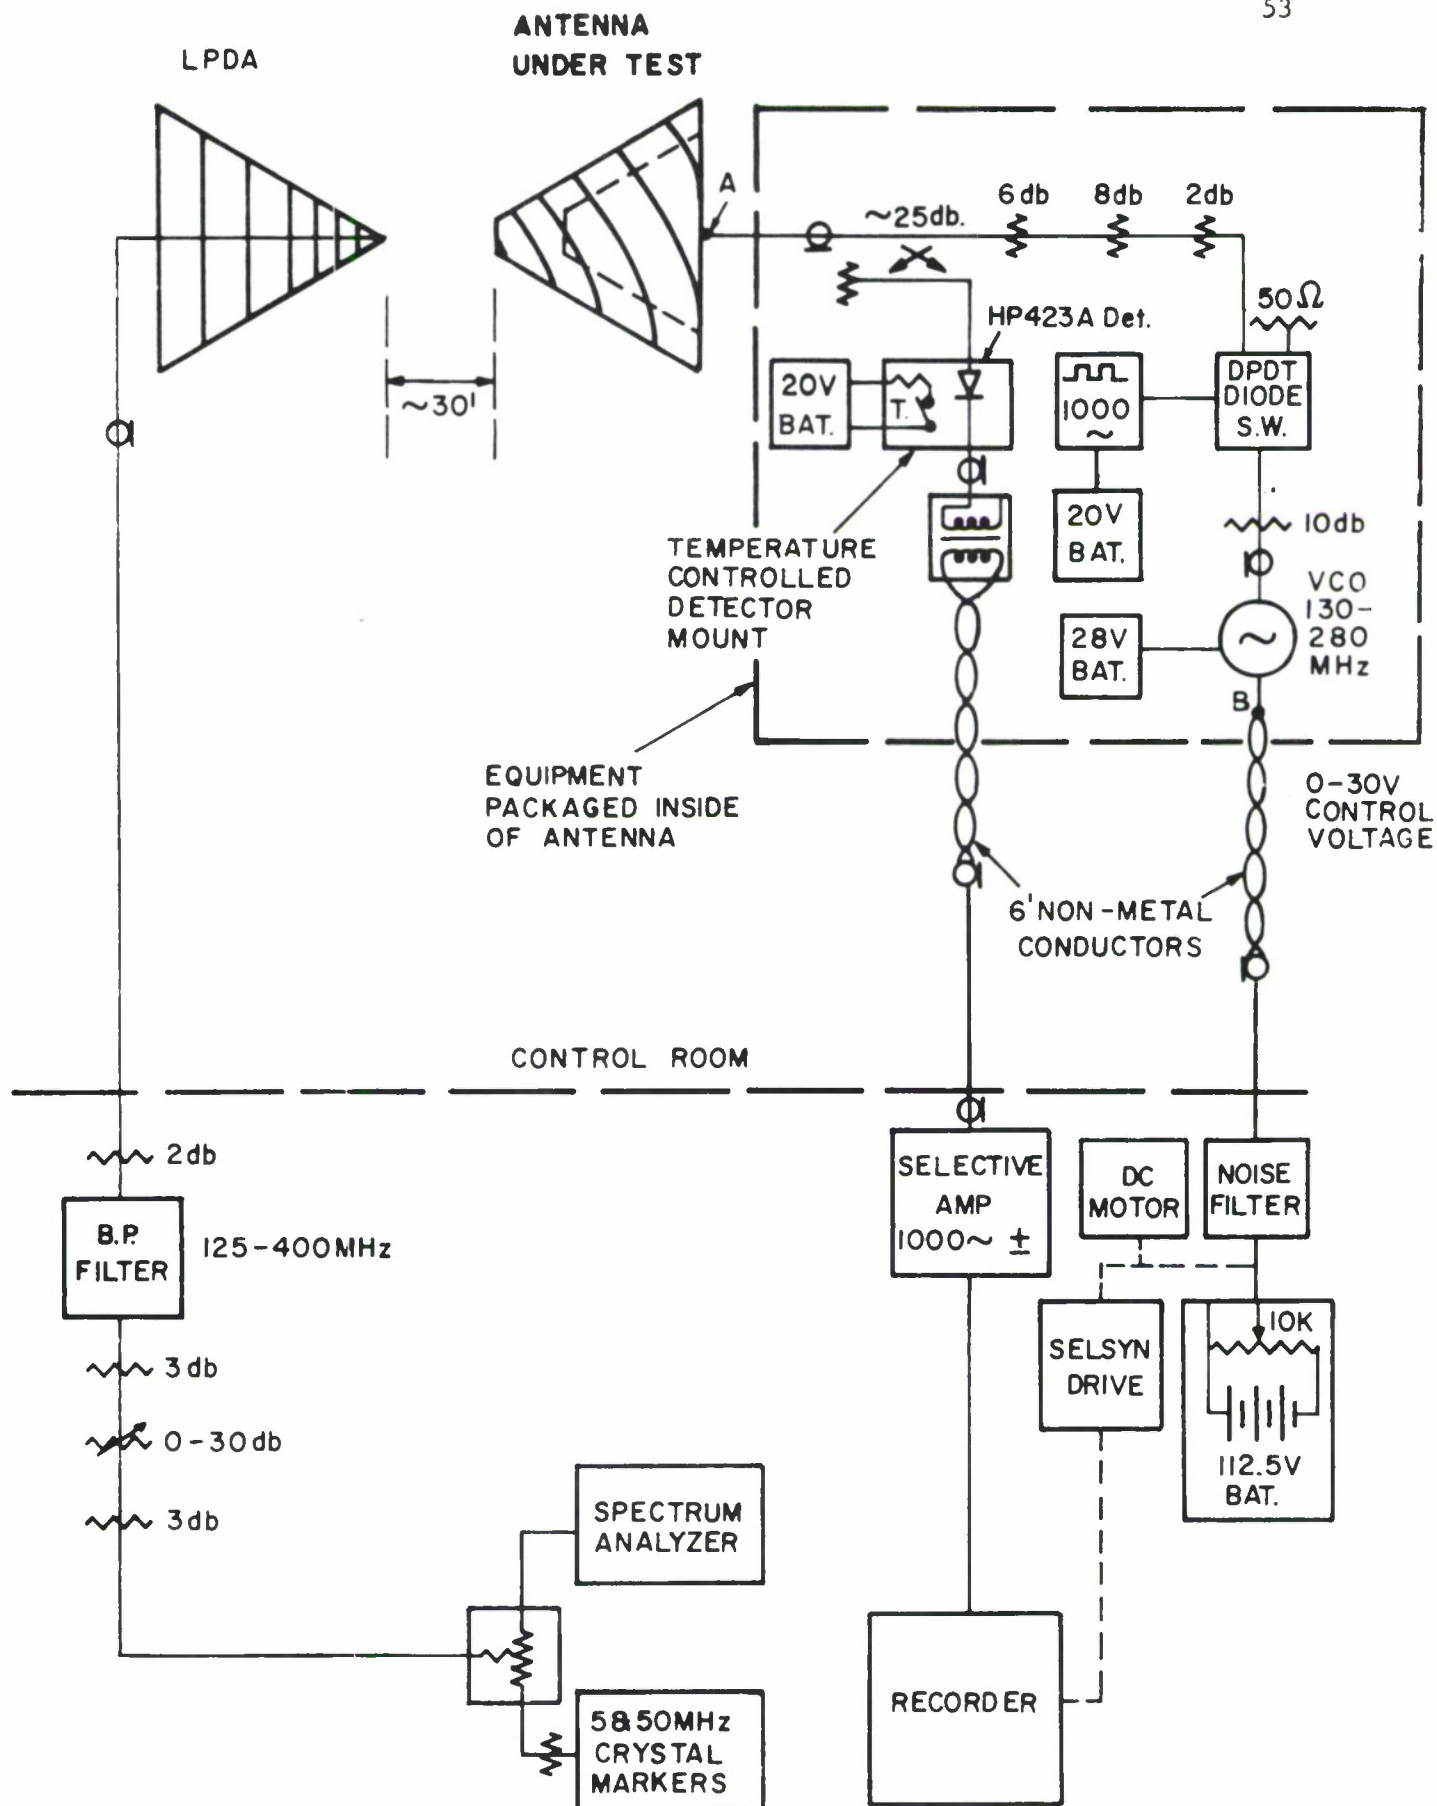 53
LPDA
ANTENNA
UNDER TEST
A
~25db.
6db
8db
2db
50Ω
HP423A Det.
20V
BAT.
T.
1000
~
DPDT
DIODE
S.W.
20V
BAT.
10db
TEMPERATURE
CONTROLLED
DETECTOR
MOUNT
VCO
130-
280
MHz
28V
BAT.
~
B
~30'
EQUIPMENT
PACKAGED INSIDE
OF ANTENNA
0-30V
CONTROL
VOLTAGE
6' NON-METAL
CONDUCTORS
CONTROL ROOM
2db
B.P.
FILTER
125-400MHz
3db
0-30db
3db
SELECTIVE
AMP
1000~ ±
DC
MOTOR
NOISE
FILTER
SELSYN
DRIVE
10K
112.5V
BAT.
SPECTRUM
ANALYZER
5&50MHz
CRYSTAL
MARKERS
RECORDER